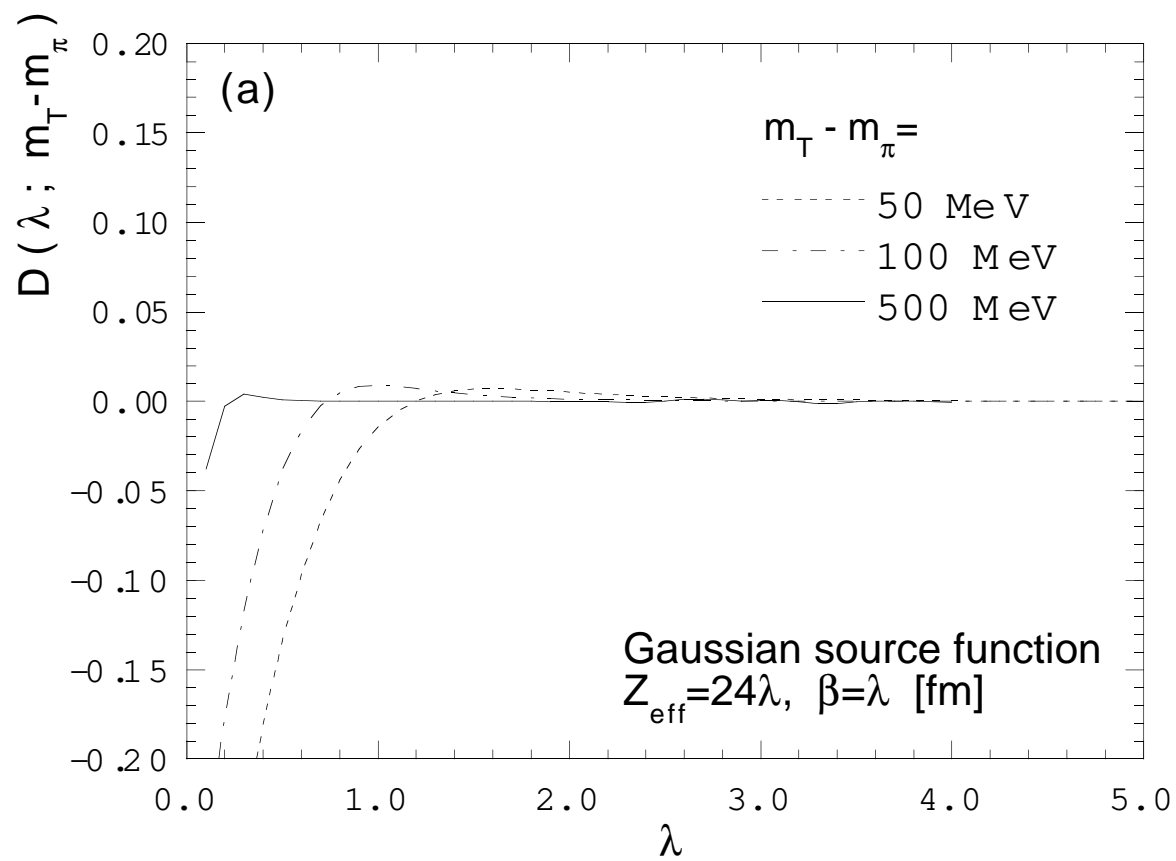 D ( λ ; m_T - m_π )
0.20
0.15
0.10
0.05
0.00
−0.05
−0.10
−0.15
−0.20
(a)
m_T - m_π=
50 MeV
100 MeV
500 MeV
Gaussian source function
Z_eff=24λ, β=λ [fm]
0.0 1.0 2.0 3.0 4.0 5.0
λ